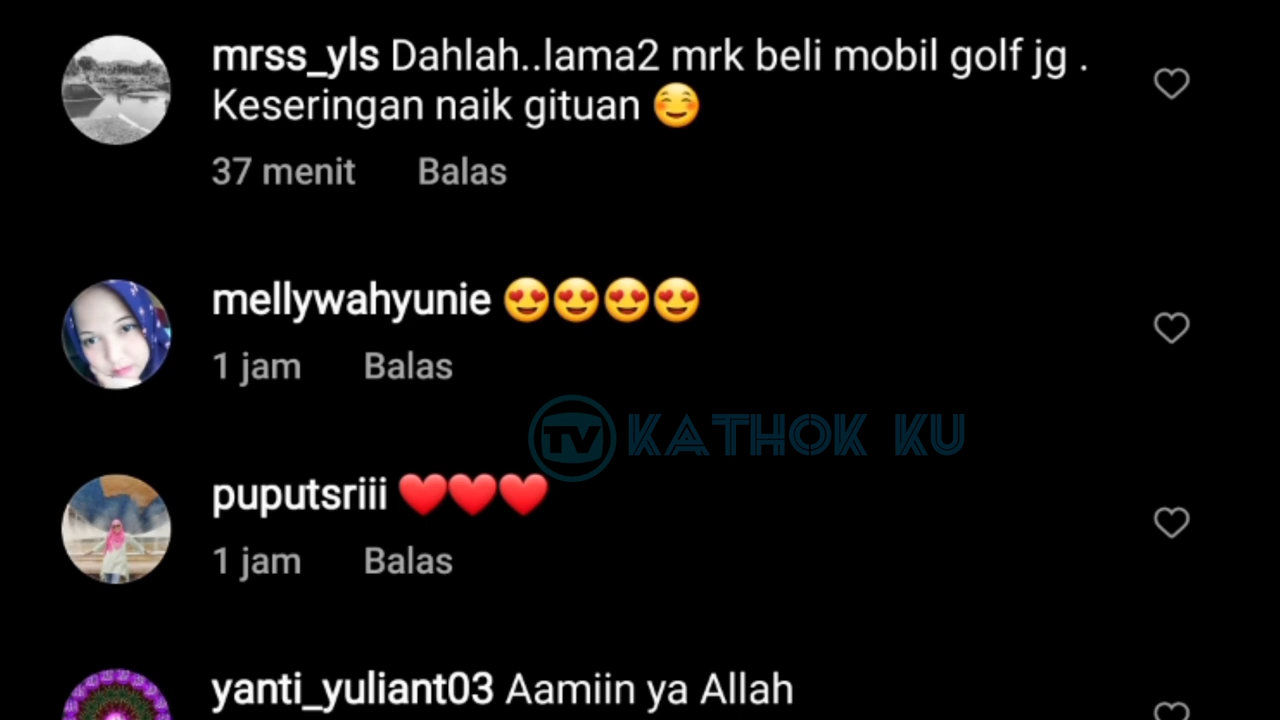 mrss_yls Dahlah..lama2 mrk beli mobil golf jg .
Keseringan naik gituan ☺️
37 menit Balas
mellywahyunie 😍😍😍😍
1 jam Balas
TV KATHOK KU
puputsriii ❤️❤️❤️
1 jam Balas
yanti_yuliant03 Aamiin ya Allah